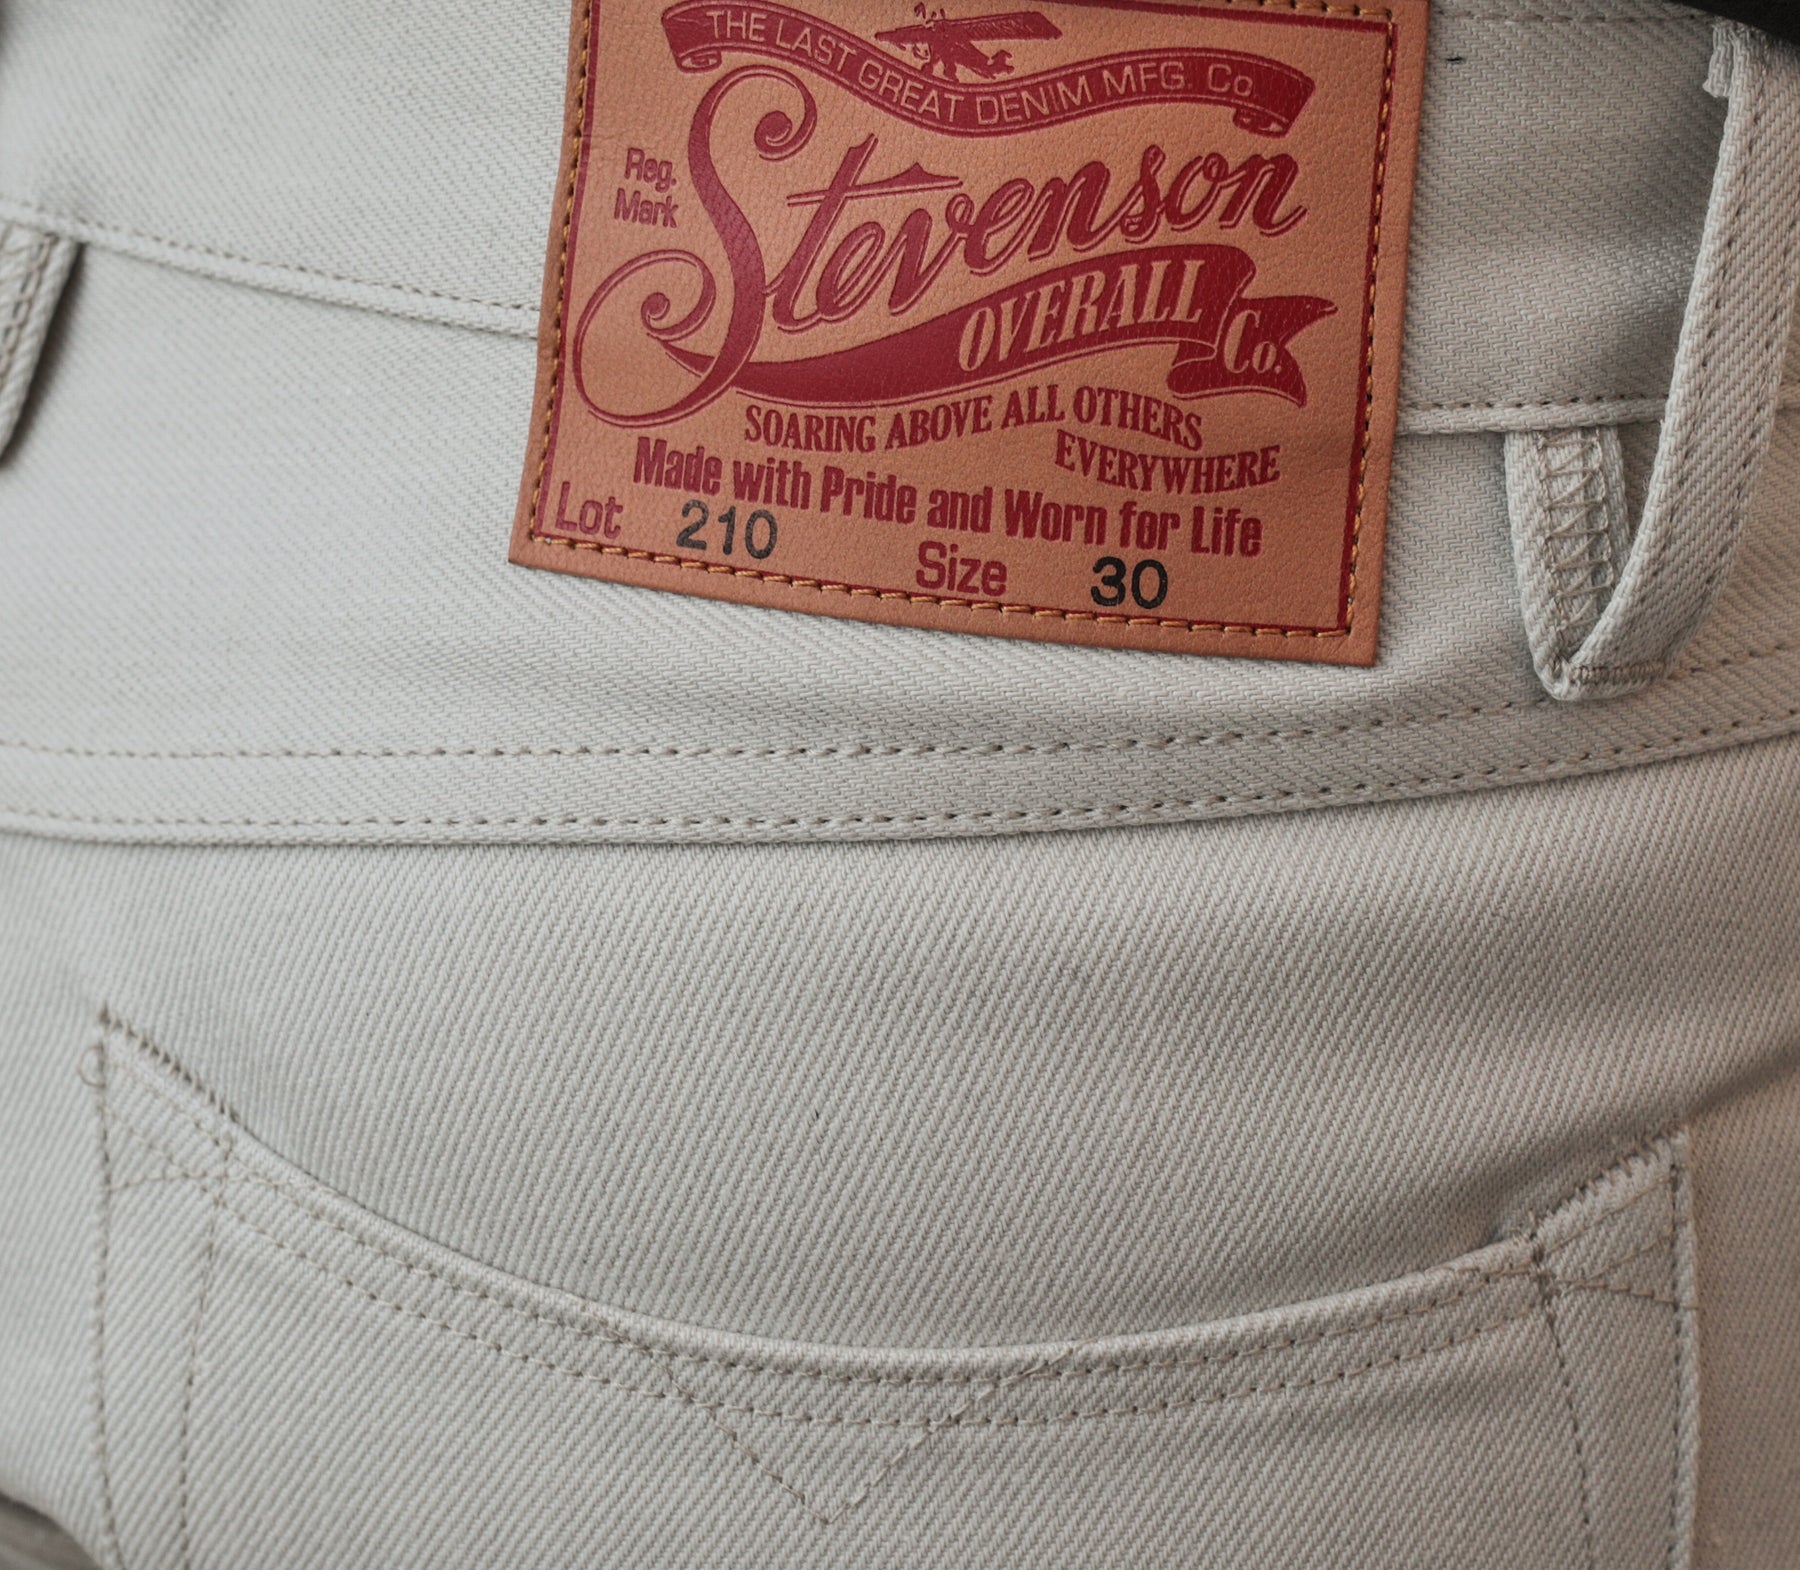 THE LAST GREAT DENIM MFG. Co.
Reg.
Mark
Stevenson
OVERALL Co.
SOARING ABOVE ALL OTHERS
EVERYWHERE
Made with Pride and Worn for Life
Lot 210
Size 30